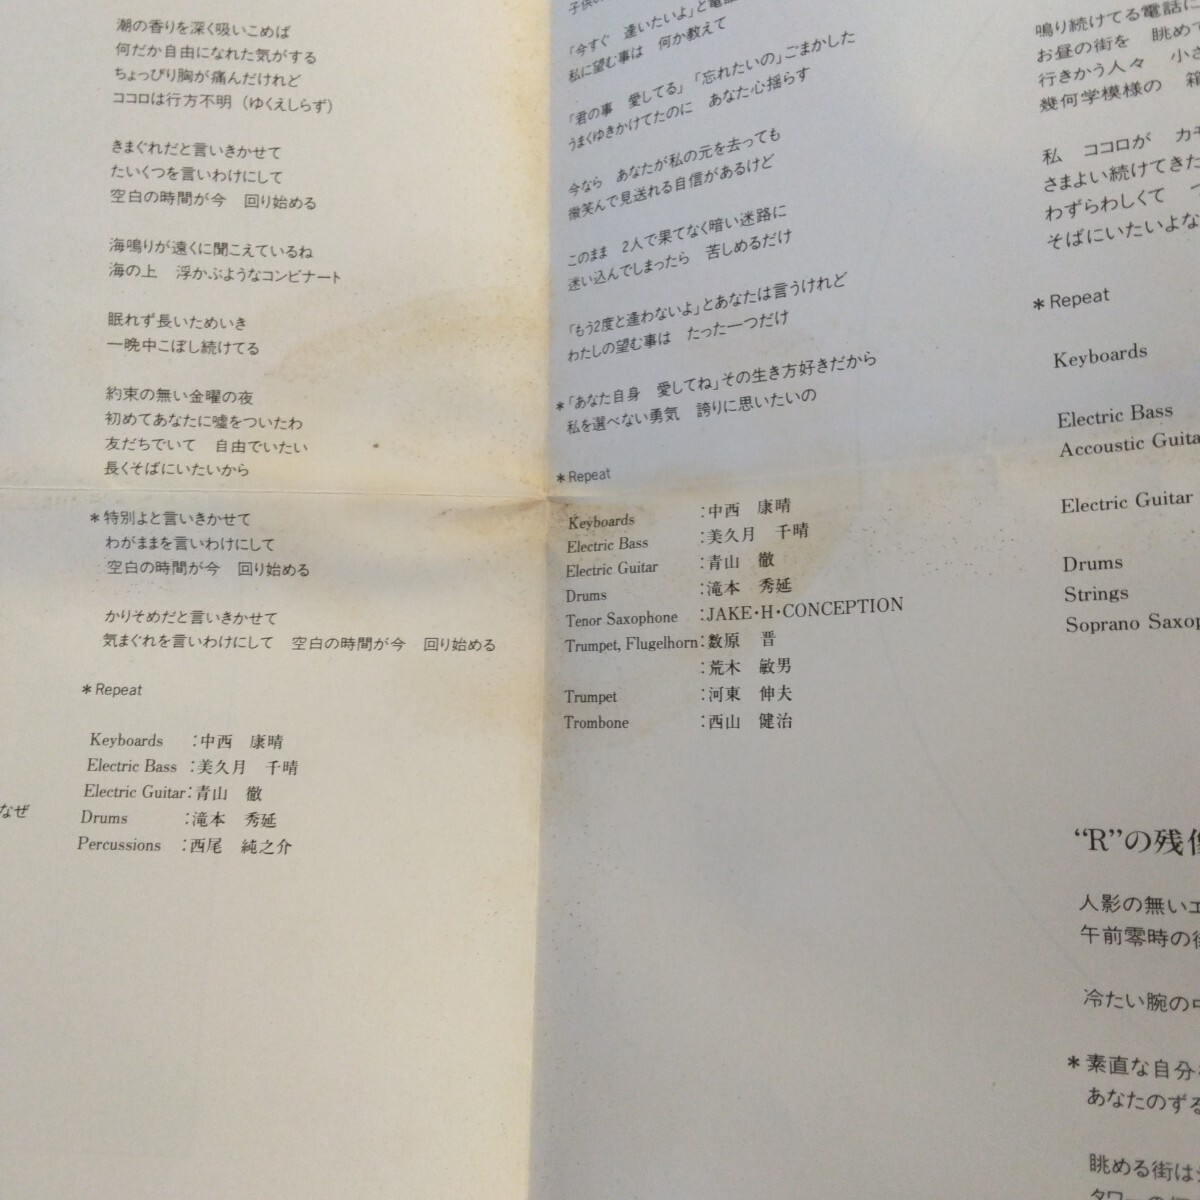 潮の香りを深く吸いこめば
何だか自由になれた気がする
ちょっぴり胸が痛んだけれど
ココロは行方不明（ゆくえしらず）
きまぐれだと言いきかせて
たいくつを言いわけにして
空白の時間が今　回り始める
海鳴りが遠くに聞こえているね
海の上　浮かぶようなコンビナート
眠れず長いためいき
一晩中こぼし続けてる
約束の無い金曜の夜
初めてあなたに嘘をついたわ
友だちでいて　自由でいたい
長くそばにいたいから
＊特別よと言いきかせて
わがままを言いわけにして
空白の時間が今　回り始める
かりそめだと言いきかせて
気まぐれを言いわけにして　空白の時間が今　回り始める
＊Repeat
Keyboards　：中西　康晴
Electric Bass　：美久月　千晴
Electric Guitar：青山　徹
Drums　：滝本　秀延
Percussions　：西尾　純之介
なぜ
子供の
「今すぐ　逢いたいよ」と電話
私に望む事は　何か教えて
「君の事　愛してる」「忘れたいの」ごまかした
うまくゆきかけてたのに　あなた心揺らす
今なら　あなたが私の元を去っても
微笑んで見送れる自信があるけど
このまま　2人で果てなく暗い迷路に
迷い込んでしまったら　苦しめるだけ
「もう2度と逢わないよ」とあなたは言うけれど
わたしの望む事は　たった一つだけ
＊「あなた自身　愛してね」その生き方好きだから
私を選べない勇気　誇りに思いたいの
＊Repeat
Keyboards　：中西　康晴
Electric Bass　：美久月　千晴
Electric Guitar　：青山　徹
Drums　：滝本　秀延
Tenor Saxophone　：JAKE・H・CONCEPTION
Trumpet, Flugelhorn：数原　晋
：荒木　敏男
Trumpet　：河東　伸夫
Trombone　：西山　健治
鳴り続けてる電話に
お昼の街を　眺めて
行きかう人々　小さ
幾何学模様の　箱
私　ココロが　カギ
さまよい続けてきた
わずらわしくて　つ
そばにいたいよな
＊Repeat
Keyboards
Electric Bass
Accoustic Guita
Electric Guitar
Drums
Strings
Soprano Saxop
“R”の残像
人影の無いエ
午前零時の街
冷たい腕の中
＊素直な自分を
あなたのずる
眺める街は
タワー